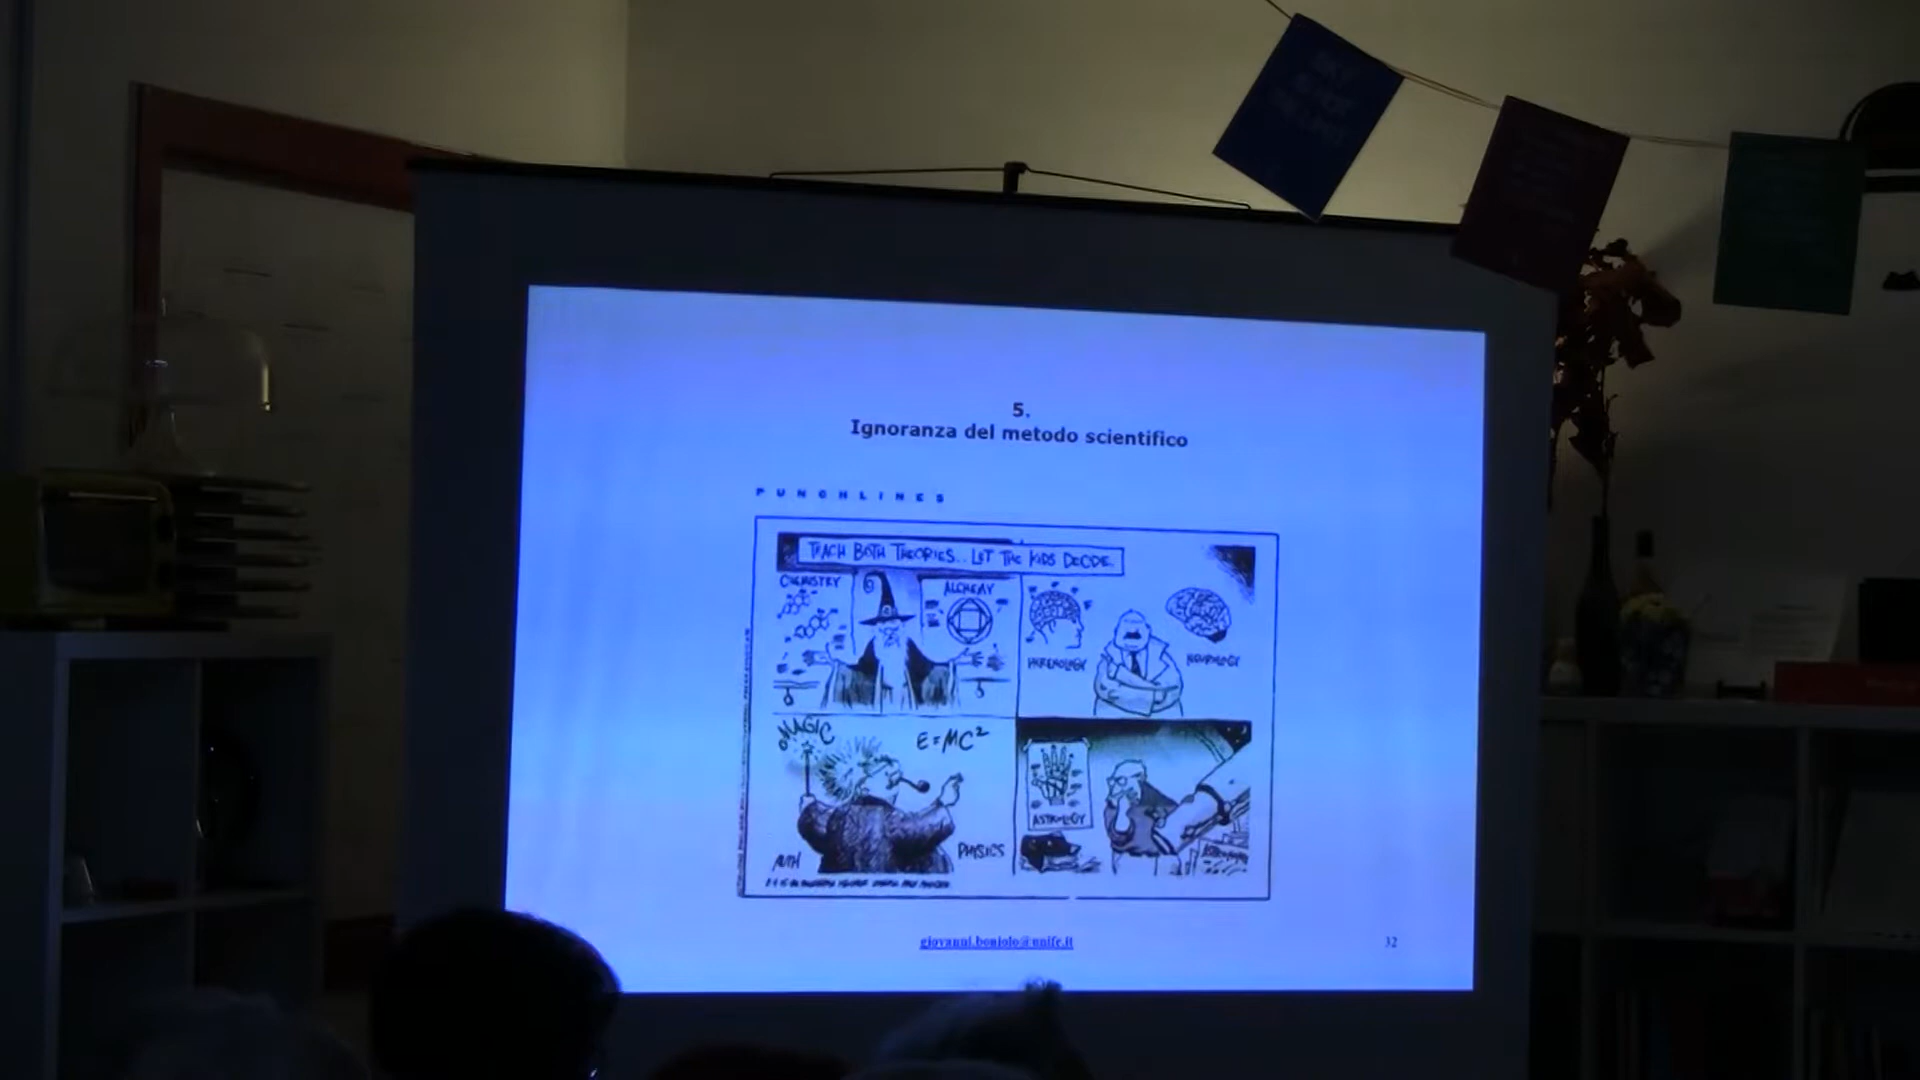 5.
Ignoranza del metodo scientifico
PUNCHLINES
TEACH BOTH THEORIES.. LET THE KIDS DECIDE.
CHEMISTRY
ALCHEMY
PHRENOLOGY
NEUROLOGY
MAGIC
E=MC²
ASTROLOGY
PHYSICS
AUTH
giovanni.boniolo@unife.it
32